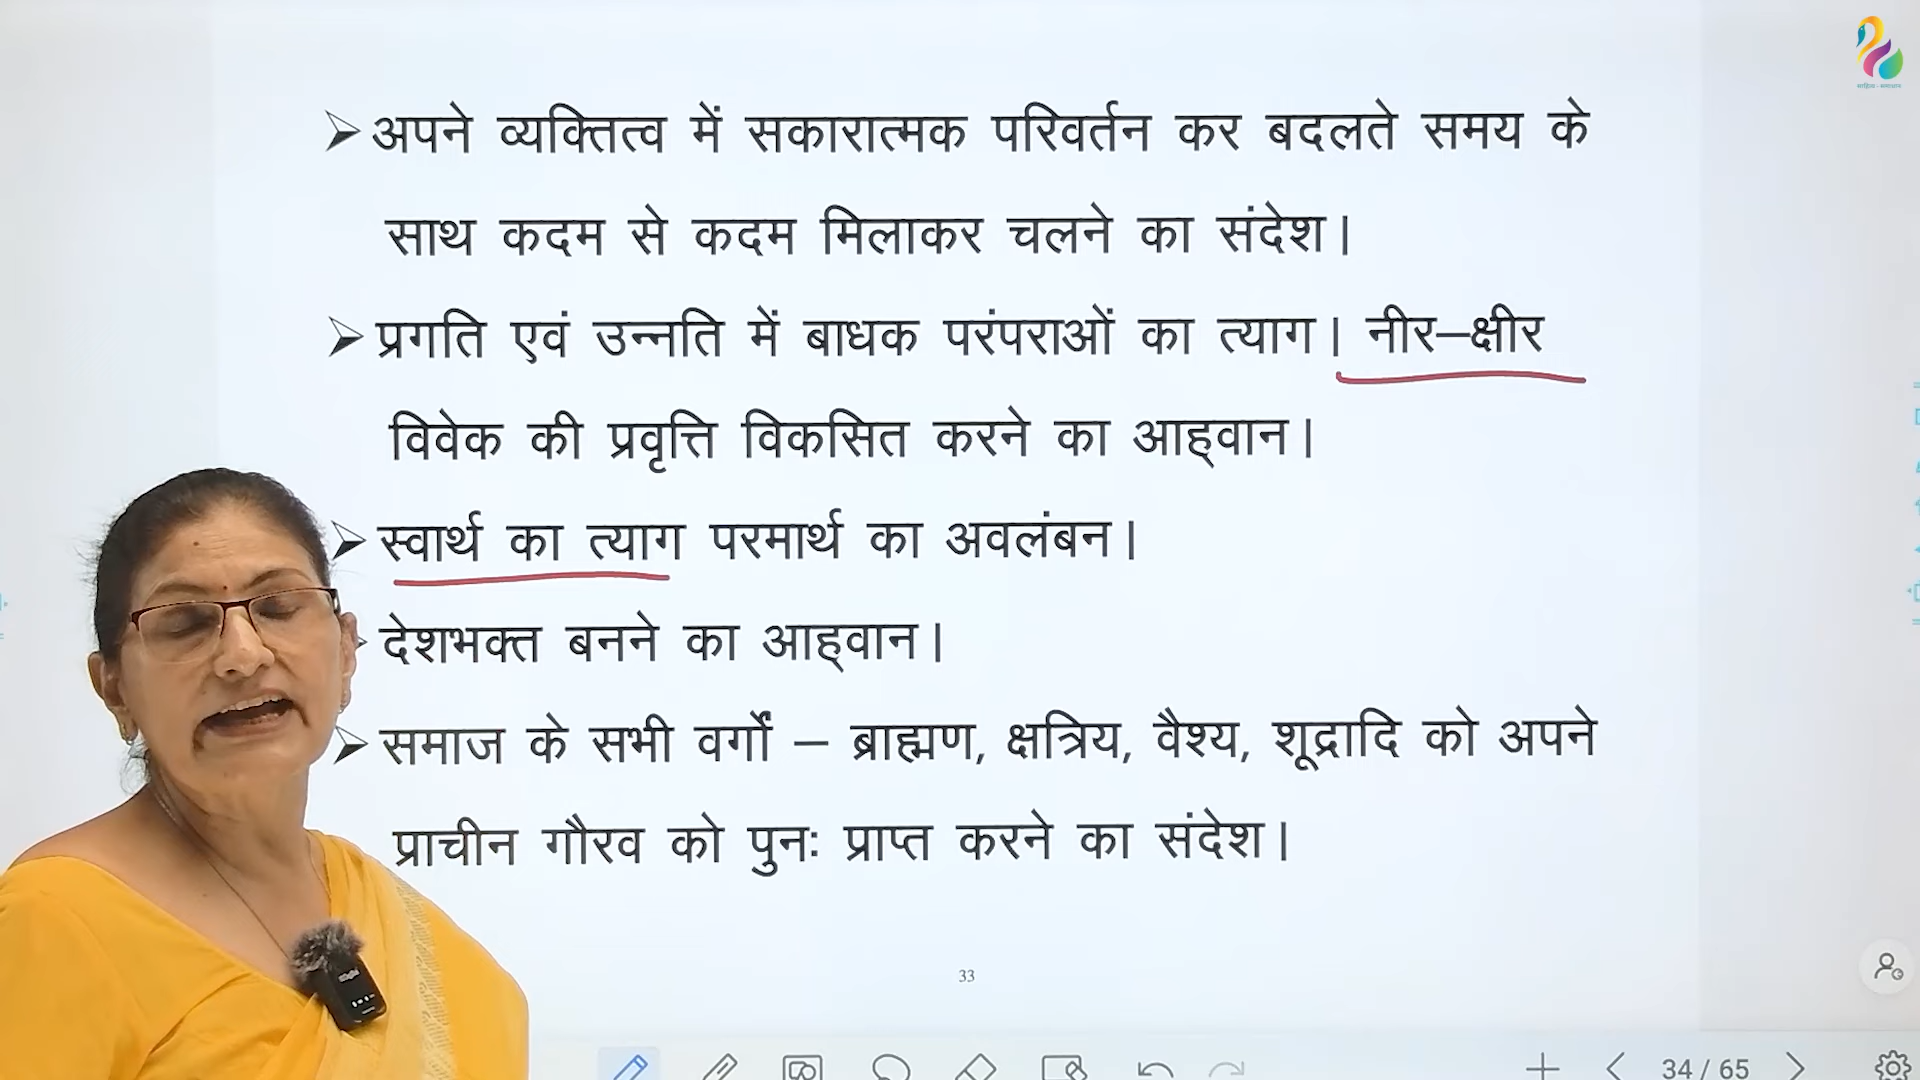 साहित्य - समाधान
अपने व्यक्तित्व में सकारात्मक परिवर्तन कर बदलते समय के
साथ कदम से कदम मिलाकर चलने का संदेश।
प्रगति एवं उन्नति में बाधक परंपराओं का त्याग। नीर–क्षीर
विवेक की प्रवृत्ति विकसित करने का आह्वान।
स्वार्थ का त्याग परमार्थ का अवलंबन।
देशभक्त बनने का आह्वान।
समाज के सभी वर्गों – ब्राह्मण, क्षत्रिय, वैश्य, शूद्रादि को अपने
प्राचीन गौरव को पुनः प्राप्त करने का संदेश।
33
34 / 65